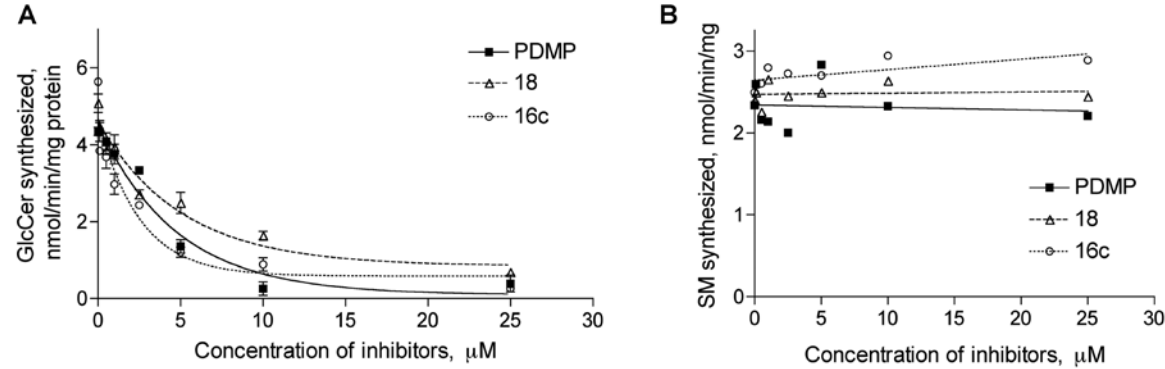 A
GlcCer synthesized,
nmol/min/mg protein
6
4
2
0
0 5 10 15 20 25 30
Concentration of inhibitors, μM
PDMP
18
16c
B
SM synthesized, nmol/min/mg
3
2
1
0
0 5 10 15 20 25 30
Concentration of inhibitors, μM
PDMP
18
16c